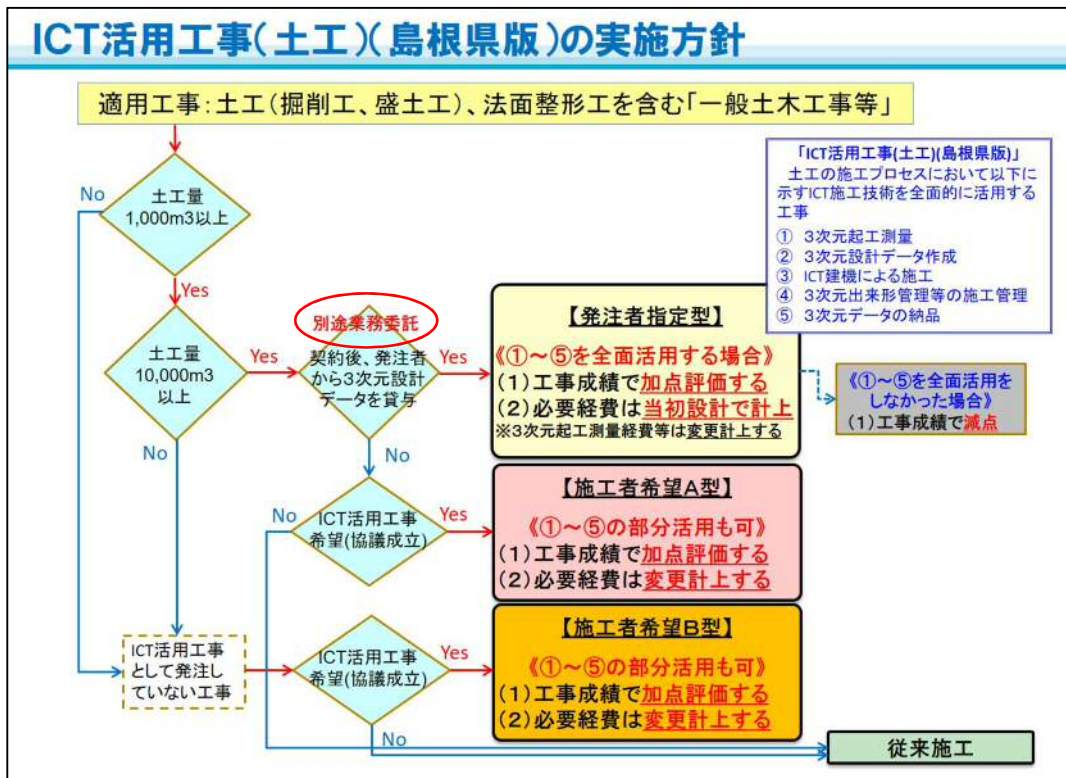 ICT活用工事(土工)(島根県版)の実施方針
適用工事:土工(掘削工、盛土工)、法面整形工を含む「一般土木工事等」
「ICT活用工事(土工)(島根県版)」
土工の施工プロセスにおいて以下に
示すICT施工技術を全面的に活用する
工事
① 3次元起工測量
② 3次元設計データ作成
③ ICT建機による施工
④ 3次元出来形管理等の施工管理
⑤ 3次元データの納品
No
土工量
1,000m3以上
Yes
土工量
10,000m3
以上
Yes
No
別途業務委託
契約後、発注者
から3次元設計
データを貸与
Yes
No
【発注者指定型】
《①~⑤を全面活用する場合》
(1)工事成績で加点評価する
(2)必要経費は当初設計で計上
※3次元起工測量経費等は変更計上する
《①~⑤を全面活用を
しなかった場合》
(1)工事成績で減点
No
ICT活用工事
希望(協議成立)
Yes
【施工者希望A型】
《①~⑤の部分活用も可》
(1)工事成績で加点評価する
(2)必要経費は変更計上する
ICT活用工事
として発注し
ていない工事
ICT活用工事
希望(協議成立)
Yes
No
【施工者希望B型】
《①~⑤の部分活用も可》
(1)工事成績で加点評価する
(2)必要経費は変更計上する
従来施工